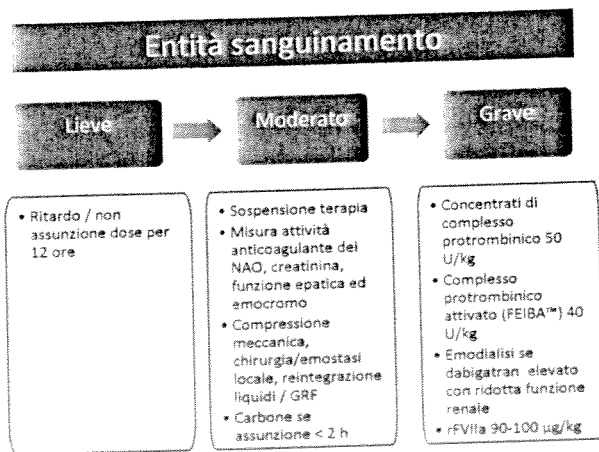 Entità sanguinamento
Lieve
Moderato
Grave
• Ritardo / non
assunzione dose per
12 ore
• Sospensione terapia
• Misura attività
anticoagulante dei
NAO, creatinina,
funzione epatica ed
emocromo
• Compressione
meccanica,
chirurgia/emostasi
locale, reintegrazione
liquidi / GRF
• Carbone se
assunzione < 2 h
• Concentrati di
complesso
protrombinico 50
U/kg
• Complesso
protrombinico
attivato (FEIBA™) 40
U/kg
• Emodialisi se
dabigatran elevato
con ridotta funzione
renale
• rFVIIa 90-100 µg/kg